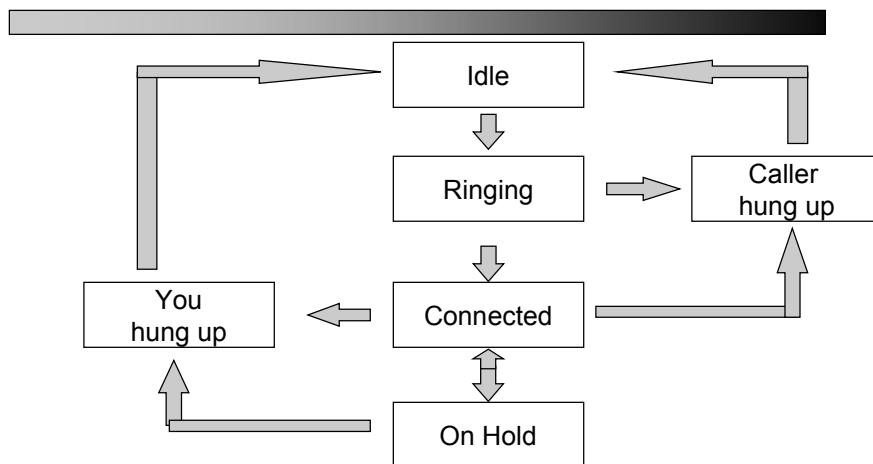 Idle
Ringing
Caller
hung up
You
hung up
Connected
On Hold